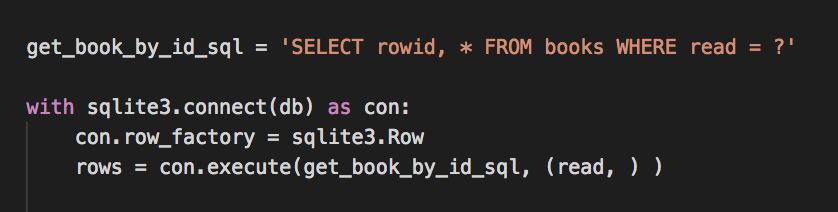 get_book_by_id_sql = 'SELECT rowid, * FROM books WHERE read = ?'
with sqlite3.connect(db) as con:
    con.row_factory = sqlite3.Row
    rows = con.execute(get_book_by_id_sql, (read, ) )